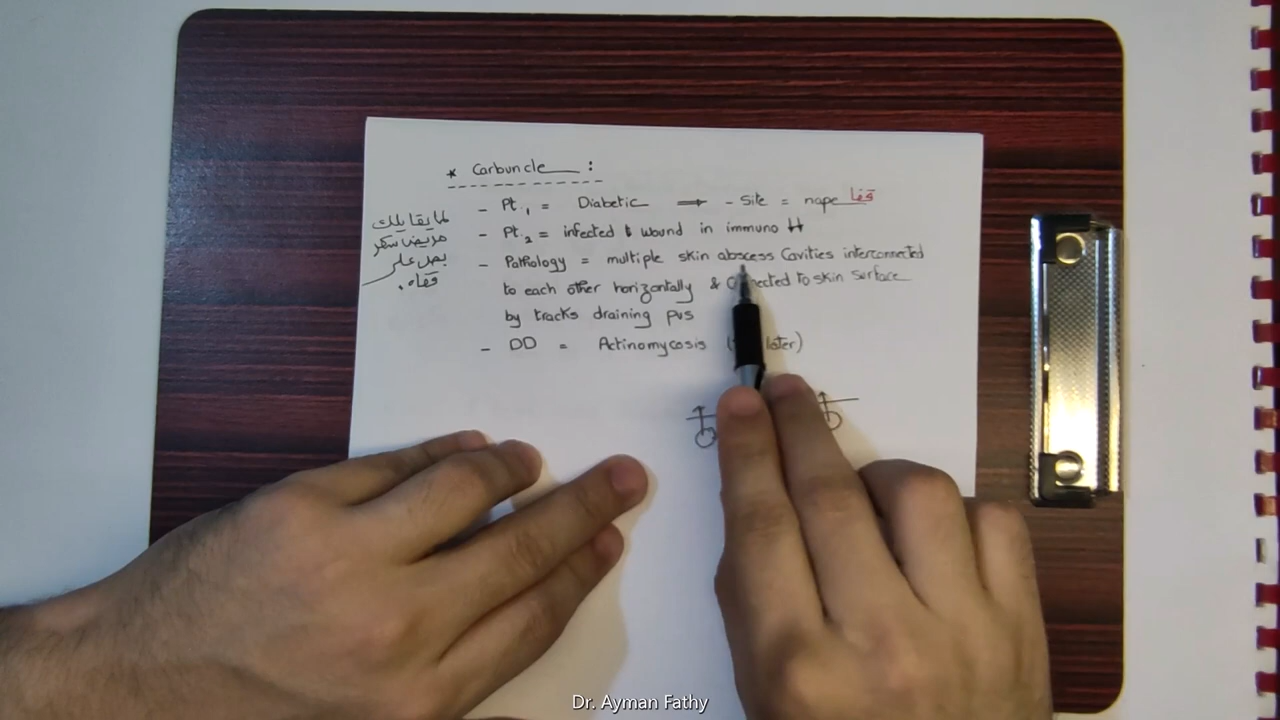 * Carbuncle :
- Pt.1 = Diabetic → - Site = nape قفا
- Pt.2 = infected wound in immuno
- Pathology = multiple skin abscess Cavities interconnected
to each other horizontally & to skin surface
by tracks draining pus
- DD = Actinomycosis later)
لما يقابلك
مريض سكر
بص على
قفاه.
Dr. Ayman Fathy